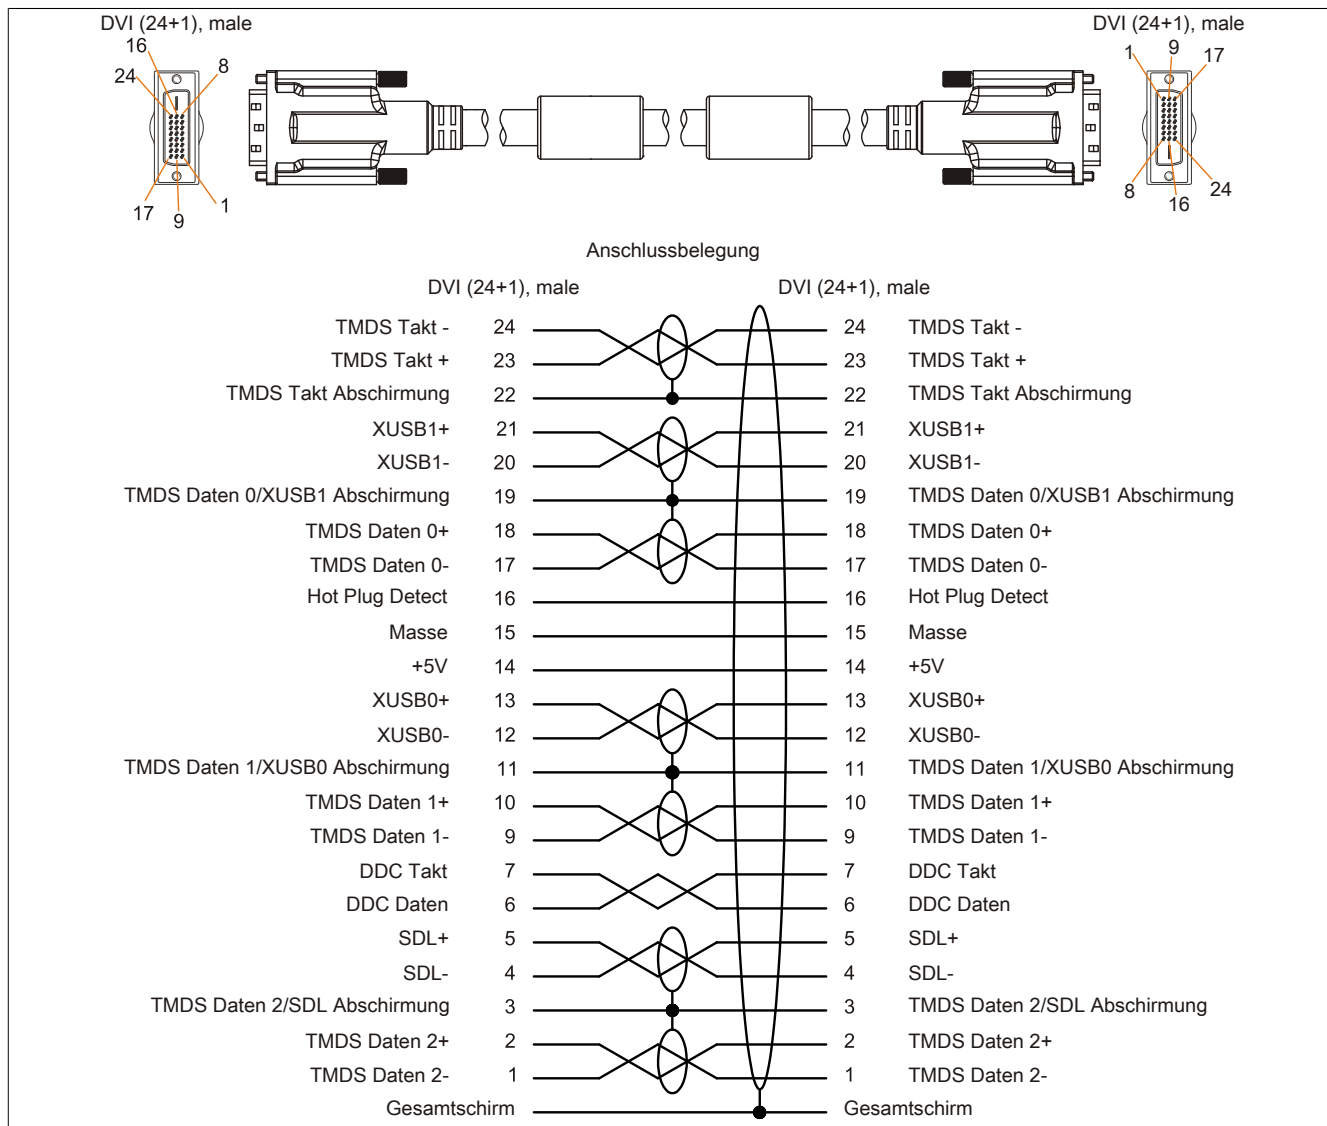 DVI (24+1), male
DVI (24+1), male
16
24
8
17
9
1
1
9
17
8
16
24
Anschlussbelegung
DVI (24+1), male
DVI (24+1), male
TMDS Takt - 24 24 TMDS Takt -
TMDS Takt + 23 23 TMDS Takt +
TMDS Takt Abschirmung 22 22 TMDS Takt Abschirmung
XUSB1+ 21 21 XUSB1+
XUSB1- 20 20 XUSB1-
TMDS Daten 0/XUSB1 Abschirmung 19 19 TMDS Daten 0/XUSB1 Abschirmung
TMDS Daten 0+ 18 18 TMDS Daten 0+
TMDS Daten 0- 17 17 TMDS Daten 0-
Hot Plug Detect 16 16 Hot Plug Detect
Masse 15 15 Masse
+5V 14 14 +5V
XUSB0+ 13 13 XUSB0+
XUSB0- 12 12 XUSB0-
TMDS Daten 1/XUSB0 Abschirmung 11 11 TMDS Daten 1/XUSB0 Abschirmung
TMDS Daten 1+ 10 10 TMDS Daten 1+
TMDS Daten 1- 9 9 TMDS Daten 1-
DDC Takt 7 7 DDC Takt
DDC Daten 6 6 DDC Daten
SDL+ 5 5 SDL+
SDL- 4 4 SDL-
TMDS Daten 2/SDL Abschirmung 3 3 TMDS Daten 2/SDL Abschirmung
TMDS Daten 2+ 2 2 TMDS Daten 2+
TMDS Daten 2- 1 1 TMDS Daten 2-
Gesamtschirm Gesamtschirm